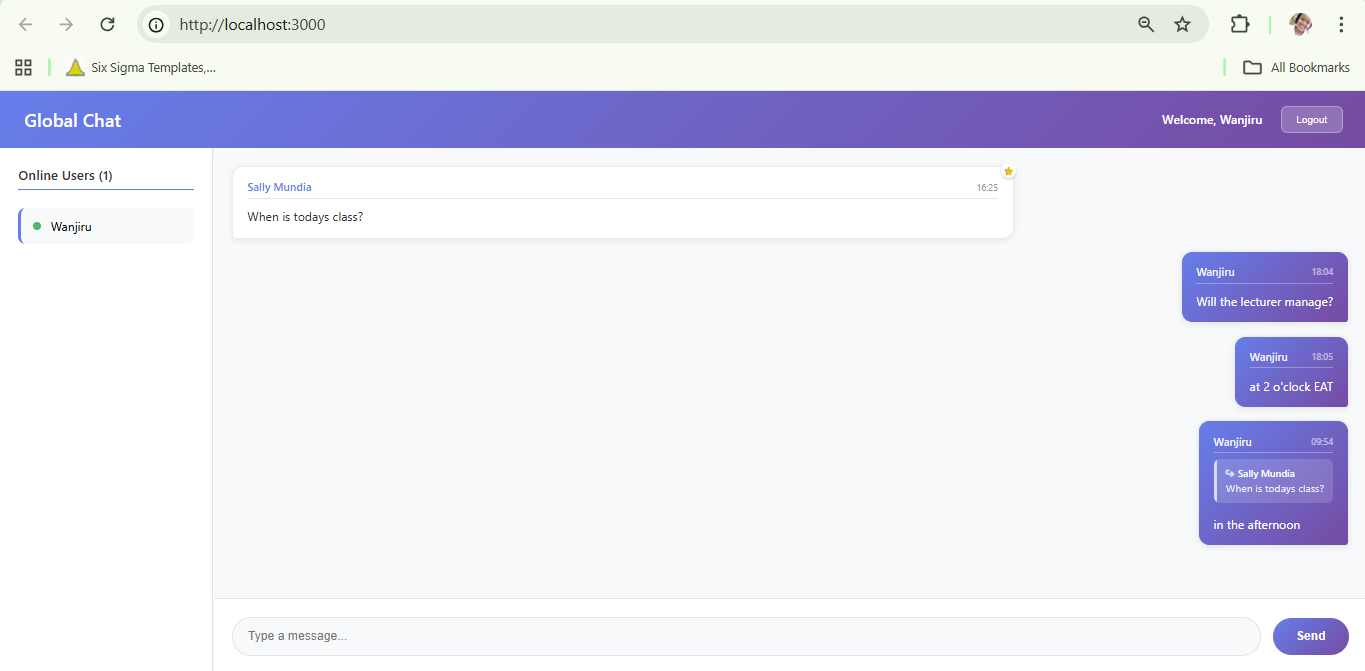 http://localhost:3000
Six Sigma Templates,...
All Bookmarks
Global Chat
Welcome, Wanjiru
Logout
Online Users (1)
Wanjiru
Sally Mundia
16:25
When is todays class?
Wanjiru
18:04
Will the lecturer manage?
Wanjiru
18:05
at 2 o'clock EAT
Wanjiru
09:54
Sally Mundia
When is todays class?
in the afternoon
Type a message...
Send